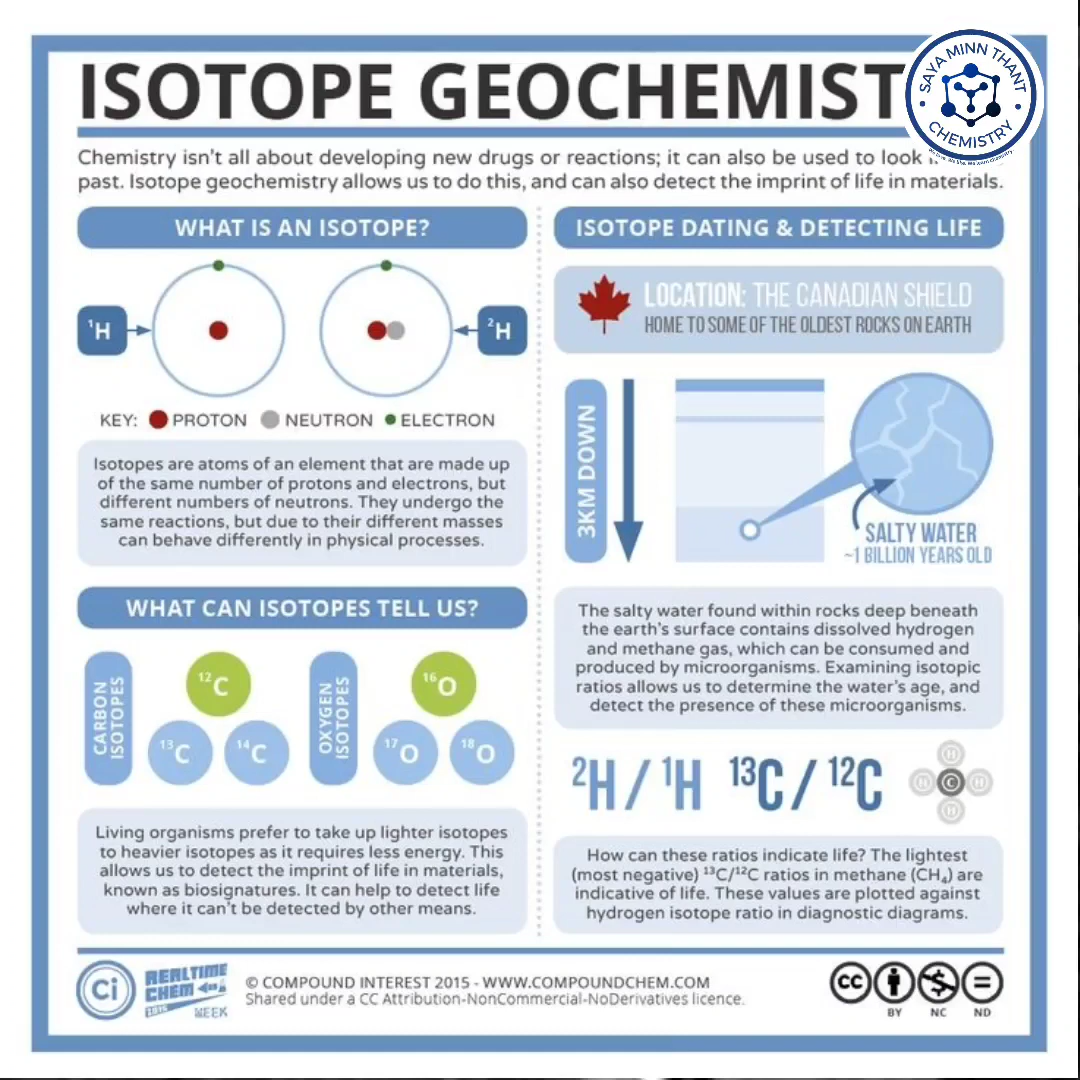 ISOTOPE GEOCHEMIST
SAYA MINN THANT
CHEMISTRY
Chemistry isn't all about developing new drugs or reactions; it can also be used to look
past. Isotope geochemistry allows us to do this, and can also detect the imprint of life in materials.
WHAT IS AN ISOTOPE?
¹H
²H
KEY: PROTON NEUTRON ELECTRON
Isotopes are atoms of an element that are made up
of the same number of protons and electrons, but
different numbers of neutrons. They undergo the
same reactions, but due to their different masses
can behave differently in physical processes.
WHAT CAN ISOTOPES TELL US?
CARBON
ISOTOPES
¹²C
¹³C
¹⁴C
OXYGEN
ISOTOPES
¹⁶O
¹⁷O
¹⁸O
Living organisms prefer to take up lighter isotopes
to heavier isotopes as it requires less energy. This
allows us to detect the imprint of life in materials,
known as biosignatures. It can help to detect life
where it can't be detected by other means.
ISOTOPE DATING & DETECTING LIFE
LOCATION: THE CANADIAN SHIELD
HOME TO SOME OF THE OLDEST ROCKS ON EARTH
3KM DOWN
SALTY WATER
~1 BILLION YEARS OLD
The salty water found within rocks deep beneath
the earth's surface contains dissolved hydrogen
and methane gas, which can be consumed and
produced by microorganisms. Examining isotopic
ratios allows us to determine the water's age, and
detect the presence of these microorganisms.
²H / ¹H ¹³C / ¹²C
H
H C H
H
How can these ratios indicate life? The lightest
(most negative) ¹³C/¹²C ratios in methane (CH₄) are
indicative of life. These values are plotted against
hydrogen isotope ratio in diagnostic diagrams.
Ci
REALTIME
CHEM
2015
WEEK
© COMPOUND INTEREST 2015 - WWW.COMPOUNDCHEM.COM
Shared under a CC Attribution-NonCommercial-NoDerivatives licence.
CC
BY NC ND